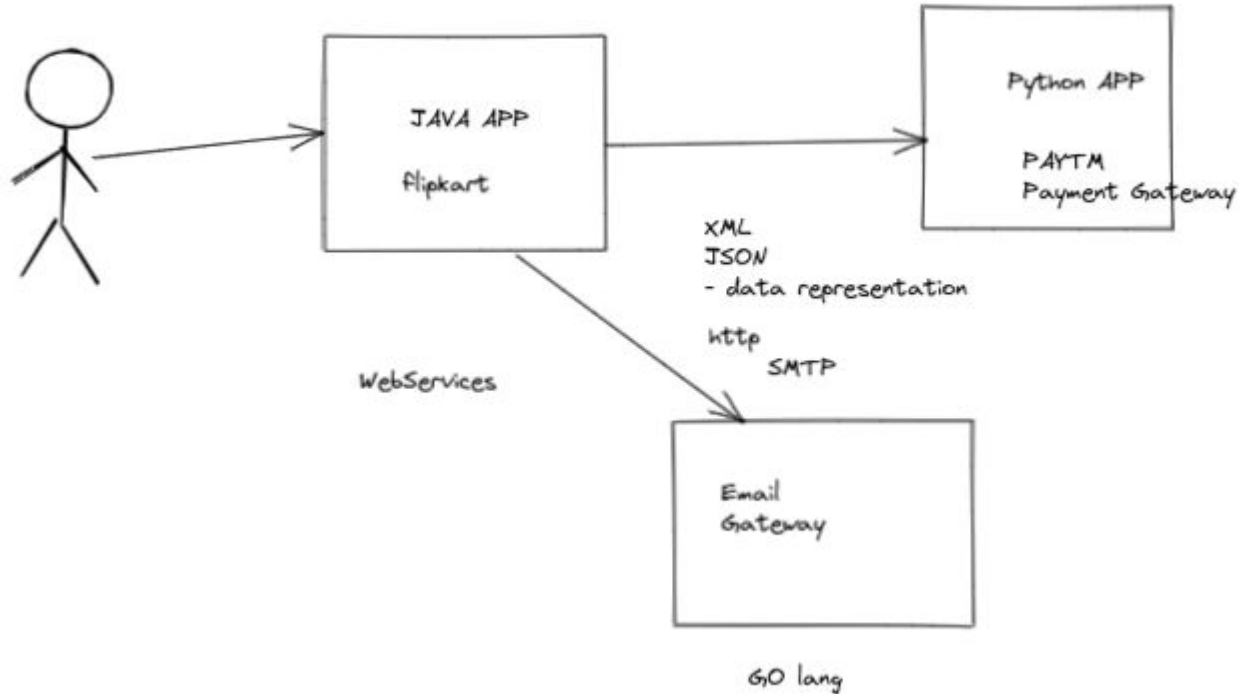 JAVA APP
flipkart
Python APP
PAYTM
Payment Gateway
XML
JSON
- data representation
http
SMTP
WebServices
Email
Gateway
GO lang